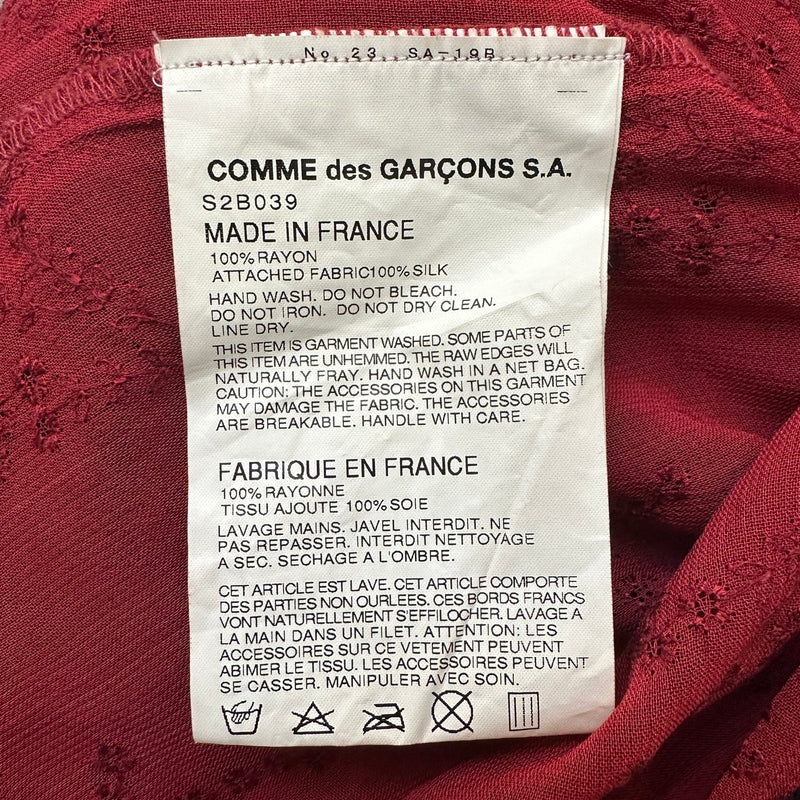 No. 23 SA-19B
COMME des GARÇONS S.A.
S2B039
MADE IN FRANCE
100% RAYON
ATTACHED FABRIC100% SILK
HAND WASH. DO NOT BLEACH.
DO NOT IRON. DO NOT DRY CLEAN.
LINE DRY.
THIS ITEM IS GARMENT WASHED. SOME PARTS OF
THIS ITEM ARE UNHEMMED. THE RAW EDGES WILL
NATURALLY FRAY. HAND WASH IN A NET BAG.
CAUTION: THE ACCESSORIES ON THIS GARMENT
MAY DAMAGE THE FABRIC. THE ACCESSORIES
ARE BREAKABLE. HANDLE WITH CARE.
FABRIQUE EN FRANCE
100% RAYONNE
TISSU AJOUTE 100% SOIE
LAVAGE MAINS. JAVEL INTERDIT. NE
PAS REPASSER. INTERDIT NETTOYAGE
A SEC. SECHAGE A L'OMBRE.
CET ARTICLE EST LAVE. CET ARTICLE COMPORTE
DES PARTIES NON OURLEES. CES BORDS FRANCS
VONT NATURELLEMENT S'EFFILOCHER. LAVAGE A
LA MAIN DANS UN FILET. ATTENTION: LES
ACCESSOIRES SUR CE VETEMENT PEUVENT
ABIMER LE TISSU. LES ACCESSOIRES PEUVENT
SE CASSER. MANIPULER AVEC SOIN.